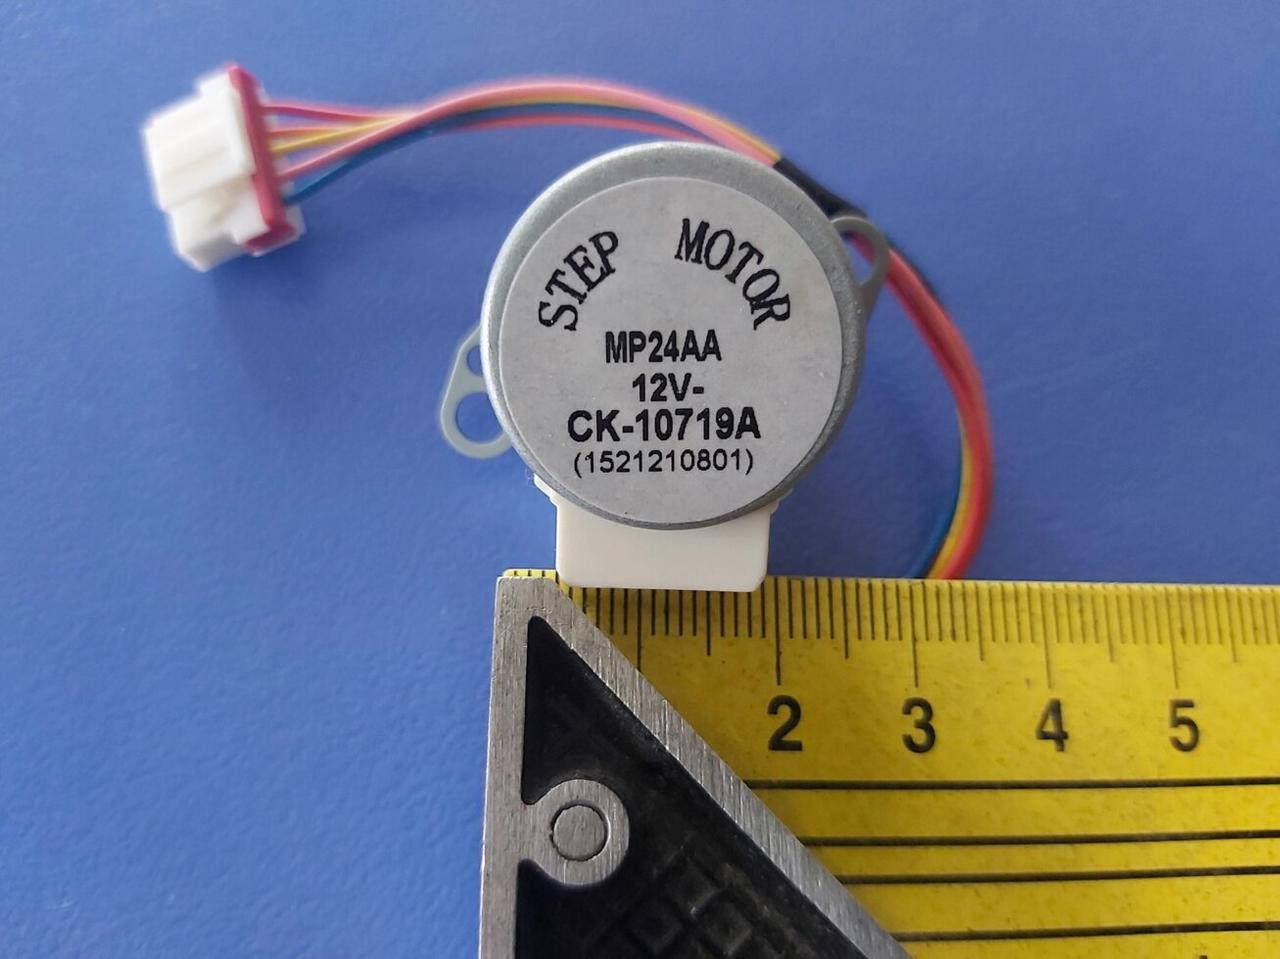 STEP MOTOR
MP24AA
12V-
CK-10719A
(1521210801)
2 3 4 5